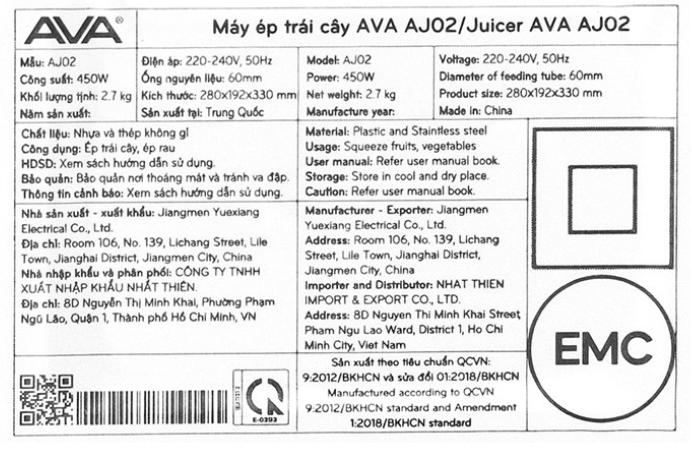 AVA®
Máy ép trái cây AVA AJ02/Juicer AVA AJ02
Mẫu: AJ02
Công suất: 450W
Khối lượng tịnh: 2.7 kg
Năm sản xuất:
Điện áp: 220-240V, 50Hz
Ống nguyên liệu: 60mm
Kích thước: 280x192x330 mm
Sản xuất tại: Trung Quốc
Model: AJ02
Power: 450W
Net weight: 2.7 kg
Manufacture year:
Voltage: 220-240V, 50Hz
Diameter of feeding tube: 60mm
Product size: 280x192x330 mm
Made in: China
Chất liệu: Nhựa và thép không gỉ
Công dụng: Ép trái cây, ép rau
HDSD: Xem sách hướng dẫn sử dụng.
Bảo quản: Bảo quản nơi thoáng mát và tránh va đập.
Thông tin cảnh báo: Xem sách hướng dẫn sử dụng.
Material: Plastic and Staintless steel
Usage: Squeeze fruits, vegetables
User manual: Refer user manual book.
Storage: Store in cool and dry place.
Caution: Refer user manual book.
Nhà sản xuất - xuất khẩu: Jiangmen Yuexiang
Electrical Co., Ltd.
Địa chỉ: Room 106, No. 139, Lichang Street, Lile
Town, Jianghai District, Jiangmen City, China
Nhà nhập khẩu và phân phối: CÔNG TY TNHH
XUẤT NHẬP KHẨU NHẤT THIÊN.
Địa chỉ: 8D Nguyễn Thị Minh Khai, Phường Phạm
Ngũ Lão, Quận 1, Thành phố Hồ Chí Minh, VN
Manufacturer - Exporter: Jiangmen
Yuexiang Electrical Co., Ltd.
Address: Room 106, No. 139, Lichang
Street, Lile Town, Jianghai District,
Jiangmen City, China
Importer and Distributor: NHAT THIEN
IMPORT & EXPORT CO., LTD.
Address: 8D Nguyen Thi Minh Khai Street
Pham Ngu Lao Ward, District 1, Ho Chi
Minh City, Viet Nam
EMC
E-0393
Sản xuất theo tiêu chuẩn QCVN:
9:2012/BKHCN và sửa đổi 01:2018/BKHCN
Manufactured according to QCVN
9:2012/BKHCN standard and Amendment
1:2018/BKHCN standard